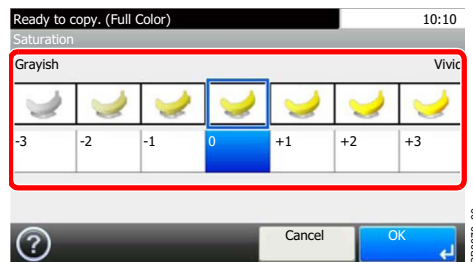 Ready to copy. (Full Color) 10:10
Saturation
Grayish Vivid
-3 -2 -1 0 +1 +2 +3
? Cancel OK